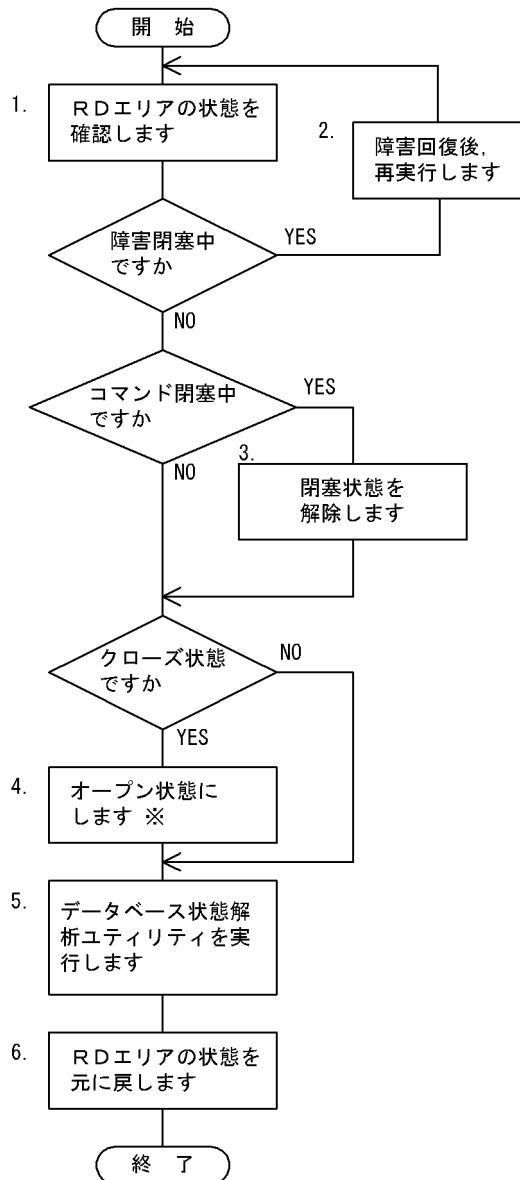 開　始
1.
ＲＤエリアの状態を
確認します
2.
障害回復後，
再実行します
障害閉塞中
ですか
YES
NO
コマンド閉塞中
ですか
YES
NO
3.
閉塞状態を
解除します
クローズ状態
ですか
NO
YES
4.
オープン状態に
します ※
5.
データベース状態解
析ユティリティを実
行します
6.
ＲＤエリアの状態を
元に戻します
終　了